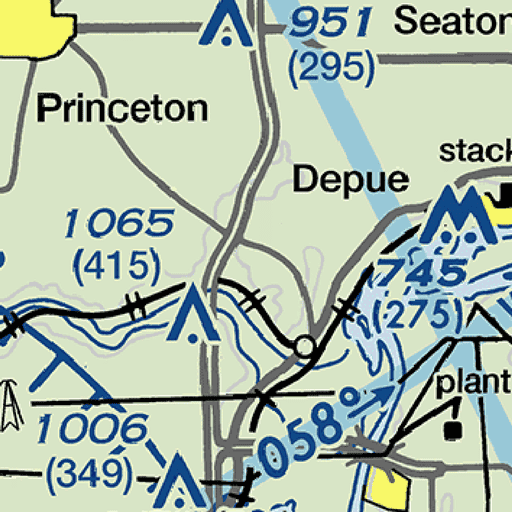 951
(295)
Seaton
Princeton
stack
Depue
1065
(415)
745
(275)
plant
1006
(349)
058°